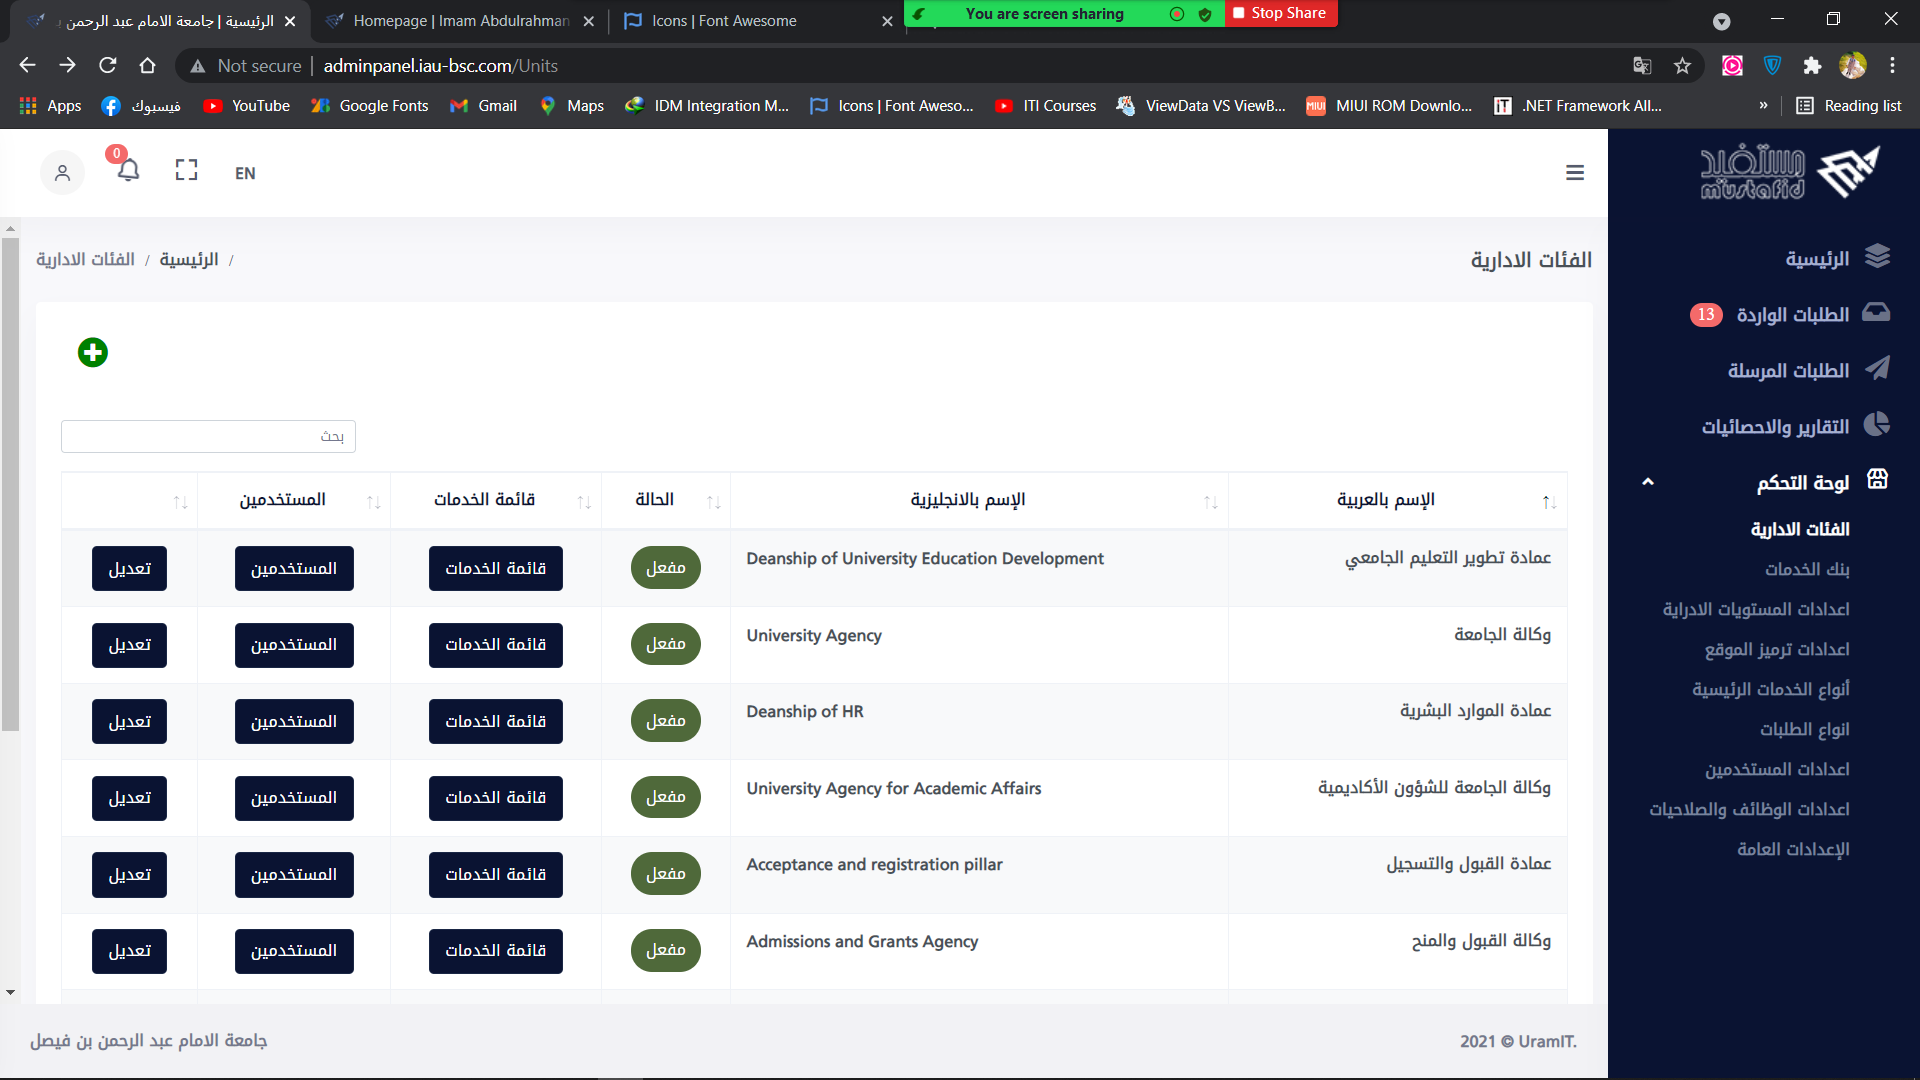 الرئيسية | جامعة الامام عبد الرحمن ب
Homepage | Imam Abdulrahman
Icons | Font Awesome
You are screen sharing
Stop Share
Not secure
adminpanel.iau-bsc.com/Units
Apps
فيسبوك
YouTube
Google Fonts
Gmail
Maps
IDM Integration M...
Icons | Font Aweso...
ITI Courses
ViewData VS ViewB...
MIUI ROM Downlo...
.NET Framework All...
»
Reading list
0
EN
مستفيد
mustafid
الفئات الادارية
الرئيسية / الفئات الادارية /
بحث
الإسم بالعربية
الإسم بالانجليزية
الحالة
قائمة الخدمات
المستخدمين
عمادة تطوير التعليم الجامعي
Deanship of University Education Development
مفعل
قائمة الخدمات
المستخدمين
تعديل
وكالة الجامعة
University Agency
مفعل
قائمة الخدمات
المستخدمين
تعديل
عمادة الموارد البشرية
Deanship of HR
مفعل
قائمة الخدمات
المستخدمين
تعديل
وكالة الجامعة للشؤون الأكاديمية
University Agency for Academic Affairs
مفعل
قائمة الخدمات
المستخدمين
تعديل
عمادة القبول والتسجيل
Acceptance and registration pillar
مفعل
قائمة الخدمات
المستخدمين
تعديل
وكالة القبول والمنح
Admissions and Grants Agency
مفعل
قائمة الخدمات
المستخدمين
تعديل
الرئيسية
الطلبات الواردة 13
الطلبات المرسلة
التقارير والاحصائيات
لوحة التحكم
الفئات الادارية
بنك الخدمات
اعدادات المستويات الادراية
اعدادات ترميز الموقع
أنواع الخدمات الرئيسية
انواع الطلبات
اعدادات المستخدمين
اعدادات الوظائف والصلاحيات
الإعدادات العامة
جامعة الامام عبد الرحمن بن فيصل
2021 © UramIT.